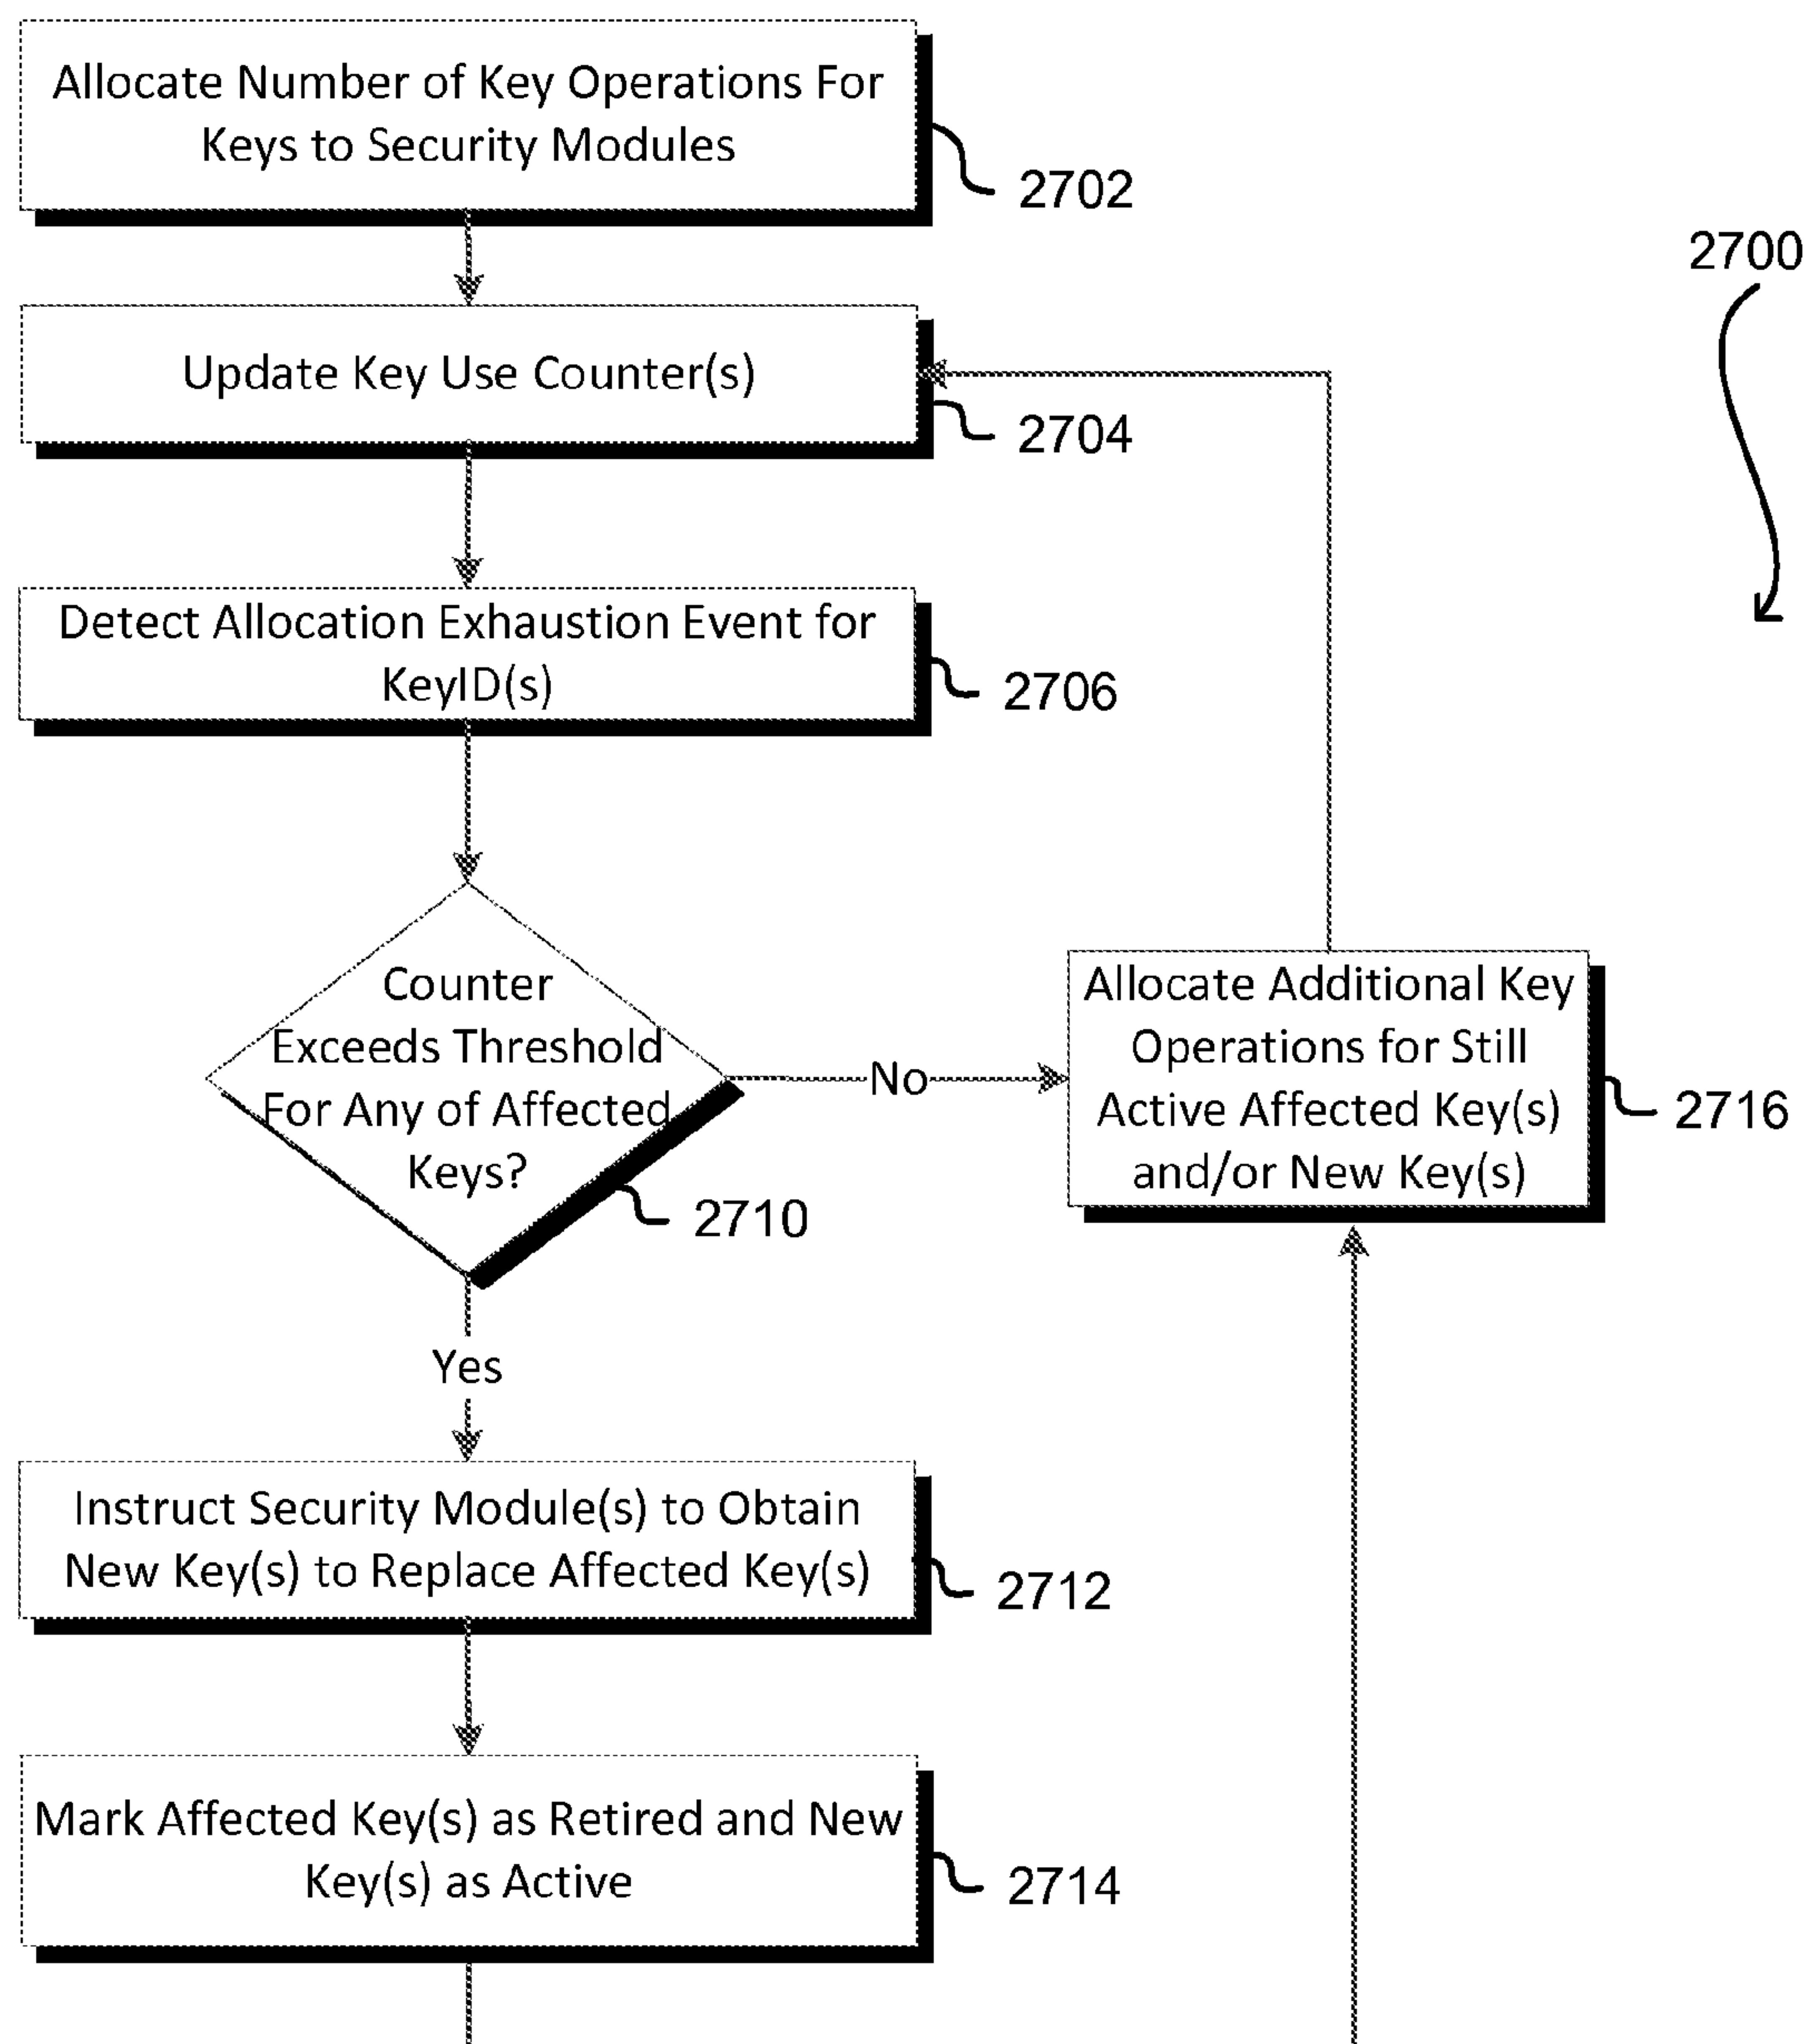 Allocate Number of Key Operations For
Keys to Security Modules
2702
2700
Update Key Use Counter(s)
2704
Detect Allocation Exhaustion Event for
KeyID(s)
2706
Counter
Exceeds Threshold
For Any of Affected
Keys?
2710
No
Allocate Additional Key
Operations for Still
Active Affected Key(s)
and/or New Key(s)
2716
Yes
Instruct Security Module(s) to Obtain
New Key(s) to Replace Affected Key(s)
2712
Mark Affected Key(s) as Retired and New
Key(s) as Active
2714